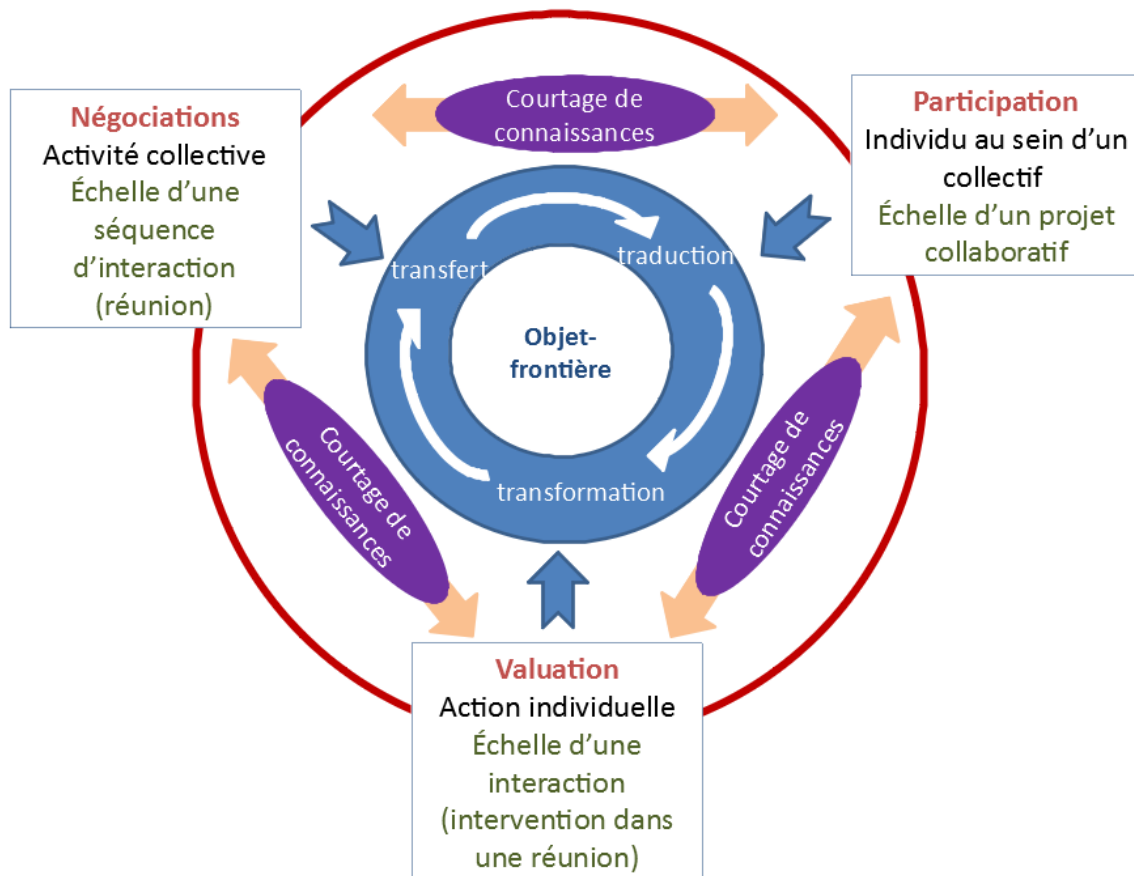 Négociations
Activité collective
Échelle d’une
séquence
d’interaction
(réunion)
Courtage de
connaissances
Participation
Individu au sein d’un
collectif
Échelle d’un projet
collaboratif
transfert
traduction
Objet-
frontière
transformation
Courtage de
connaissances
Courtage de
connaissances
Valuation
Action individuelle
Échelle d’une
interaction
(intervention dans
une réunion)